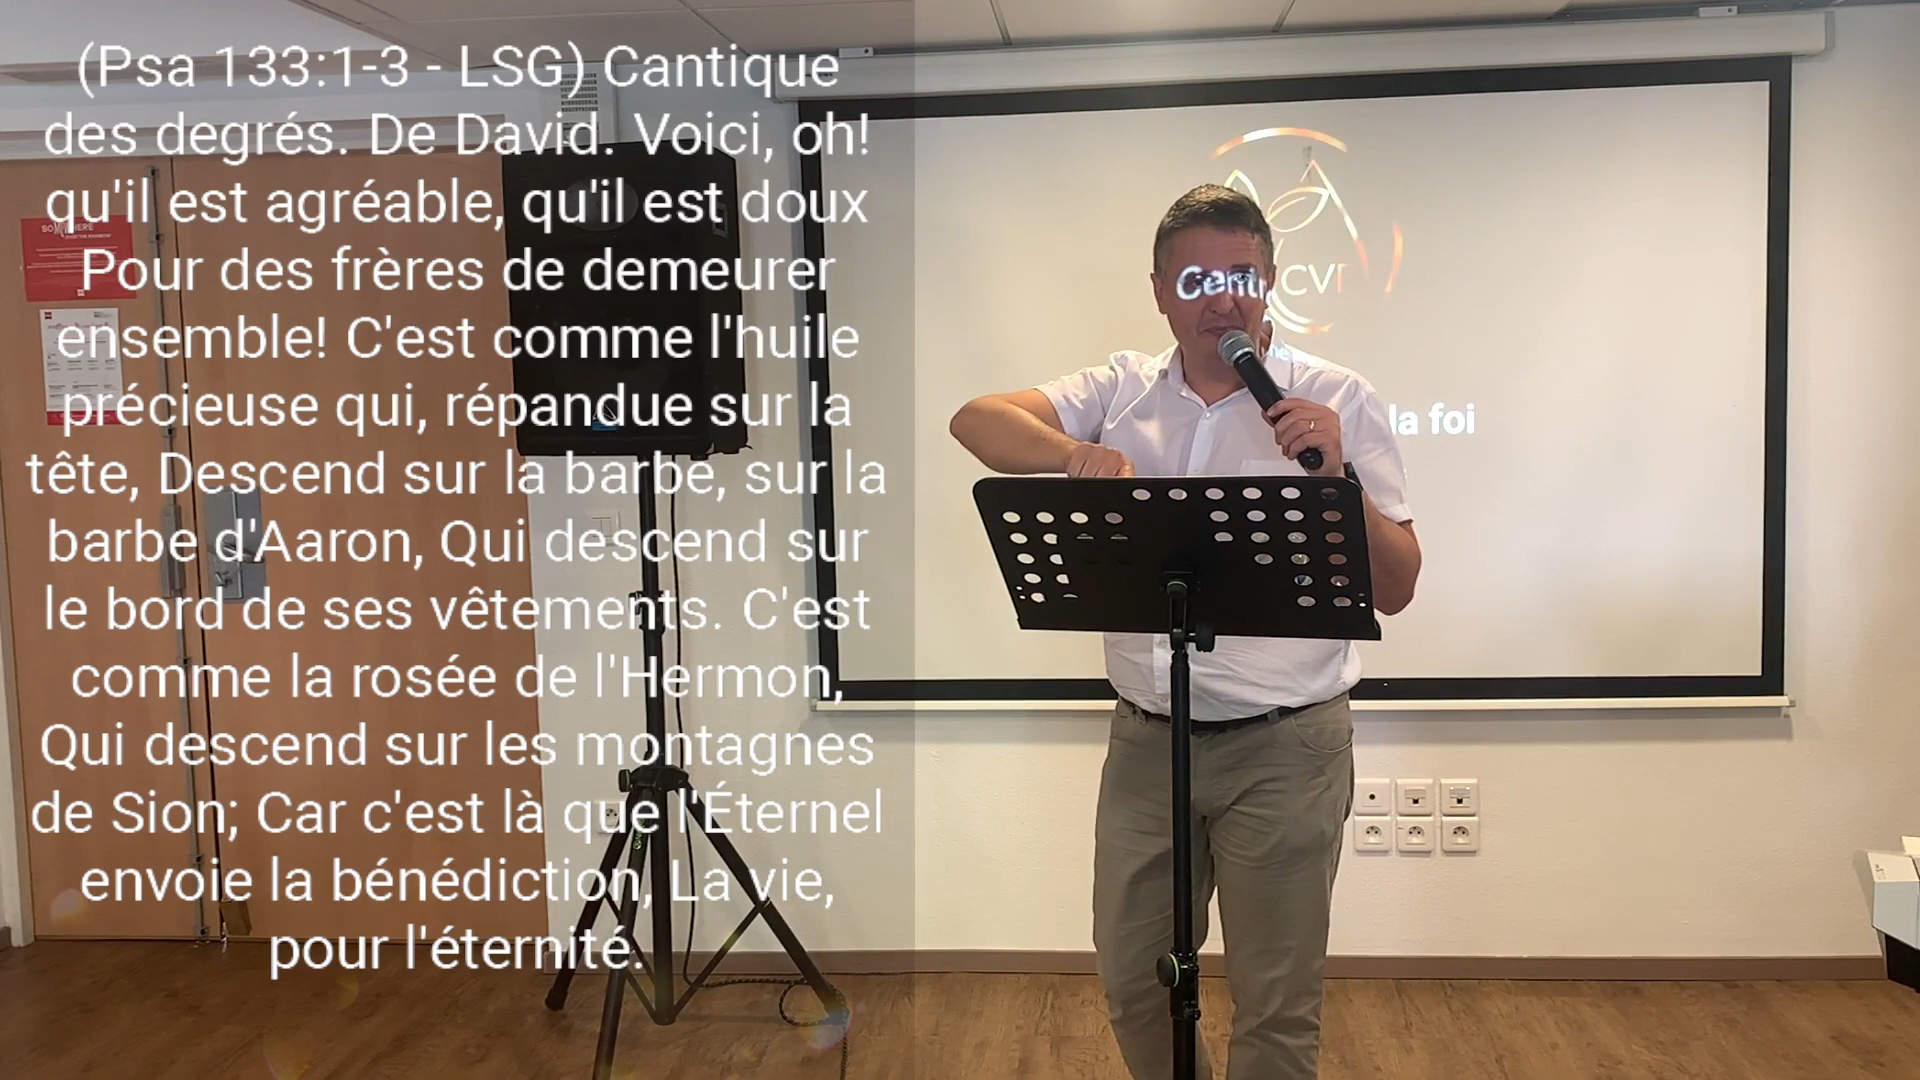 (Psa 133:1-3 - LSG) Cantique
des degrés. De David. Voici, oh!
qu'il est agréable, qu'il est doux
Pour des frères de demeurer
ensemble! C'est comme l'huile
précieuse qui, répandue sur la
tête, Descend sur la barbe, sur la
barbe d'Aaron, Qui descend sur
le bord de ses vêtements. C'est
comme la rosée de l'Hermon,
Qui descend sur les montagnes
de Sion; Car c'est là que l'Éternel
envoie la bénédiction, La vie,
pour l'éternité.
CVI
la foi